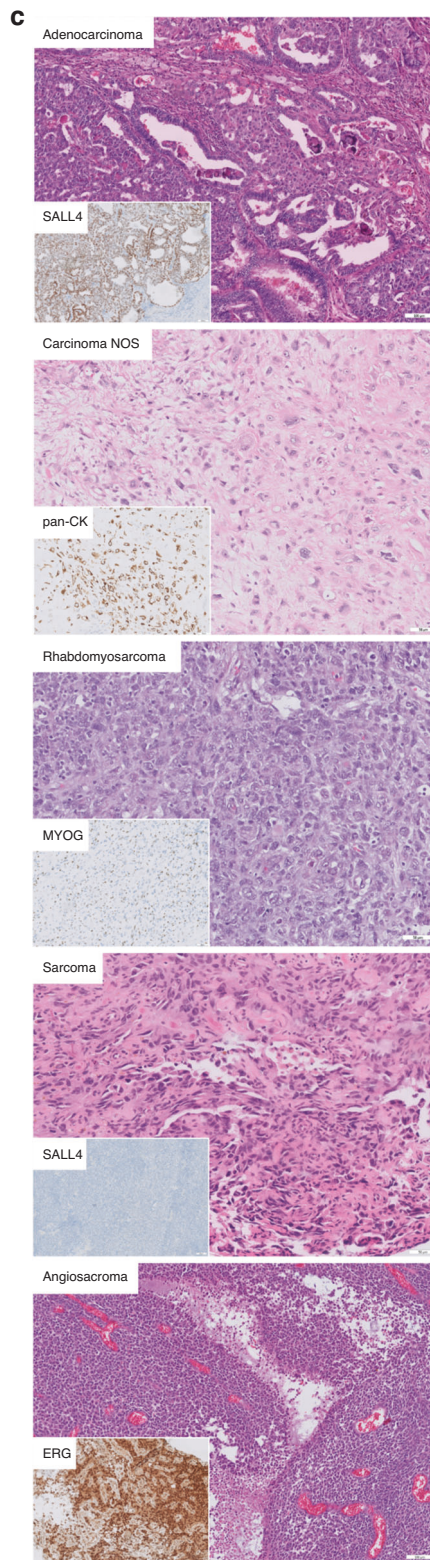 c
Adenocarcinoma
SALL4
Carcinoma NOS
pan-CK
Rhabdomyosarcoma
MYOG
Sarcoma
SALL4
Angiosacroma
ERG